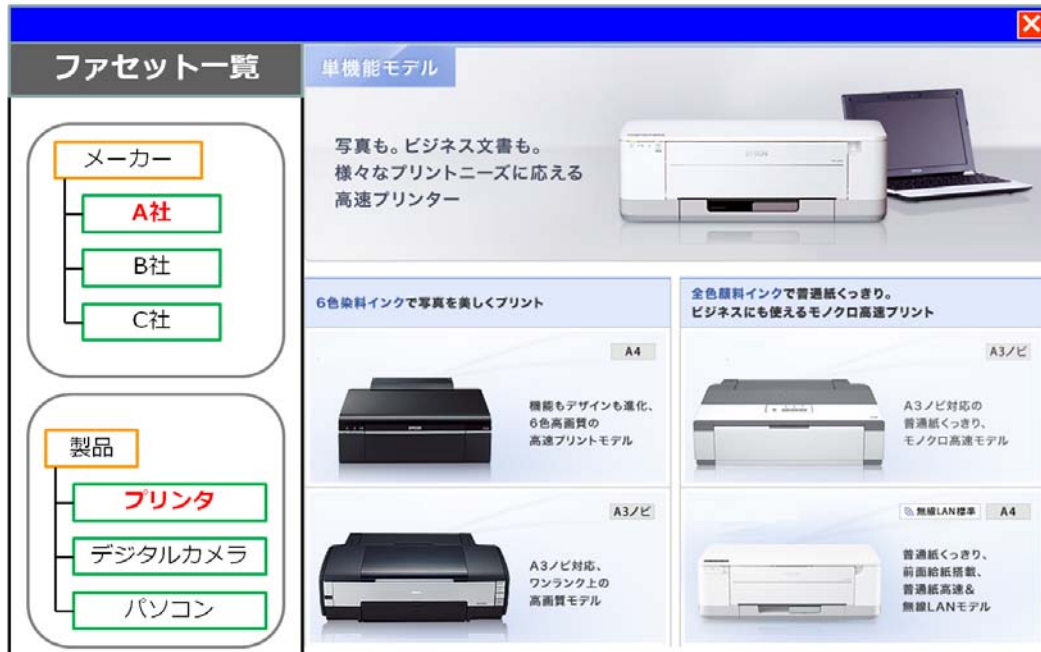 ファセット一覧
メーカー
A社
B社
C社
製品
プリンタ
デジタルカメラ
パソコン
単機能モデル
写真も。ビジネス文書も。
様々なプリントニーズに応える
高速プリンター
EPSON
6色染料インクで写真を美しくプリント
A4
機能もデザインも進化、
6色高画質の
高速プリントモデル
A3ノビ
A3ノビ対応、
ワンランク上の
高画質モデル
全色顔料インクで普通紙くっきり。
ビジネスにも使えるモノクロ高速プリント
A3ノビ
A3ノビ対応の
普通紙くっきり、
モノクロ高速モデル
無線LAN標準 A4
普通紙くっきり、
前面給紙搭載、
普通紙高速&
無線LANモデル